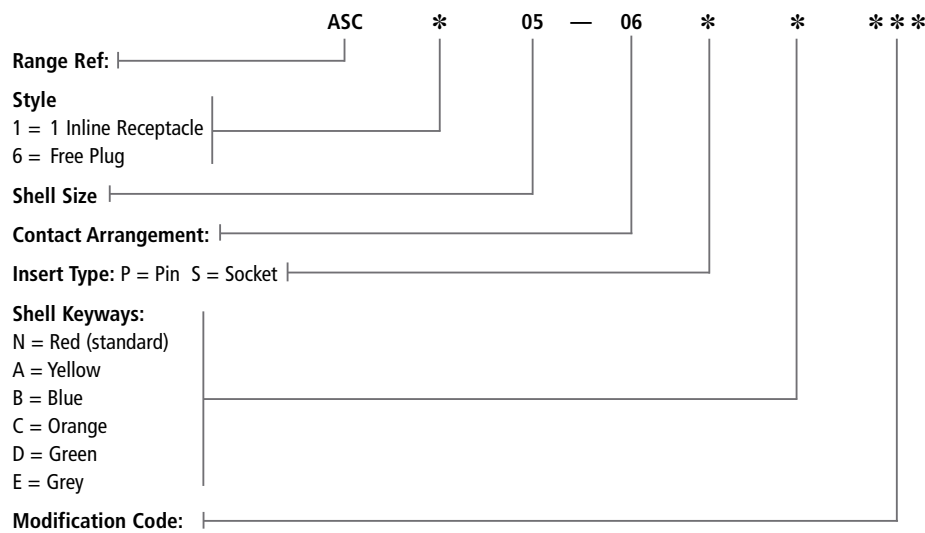 ASC * 05 — 06 * * ***
Range Ref:
Style
1 = 1 Inline Receptacle
6 = Free Plug
Shell Size
Contact Arrangement:
Insert Type: P = Pin S = Socket
Shell Keyways:
N = Red (standard)
A = Yellow
B = Blue
C = Orange
D = Green
E = Grey
Modification Code: